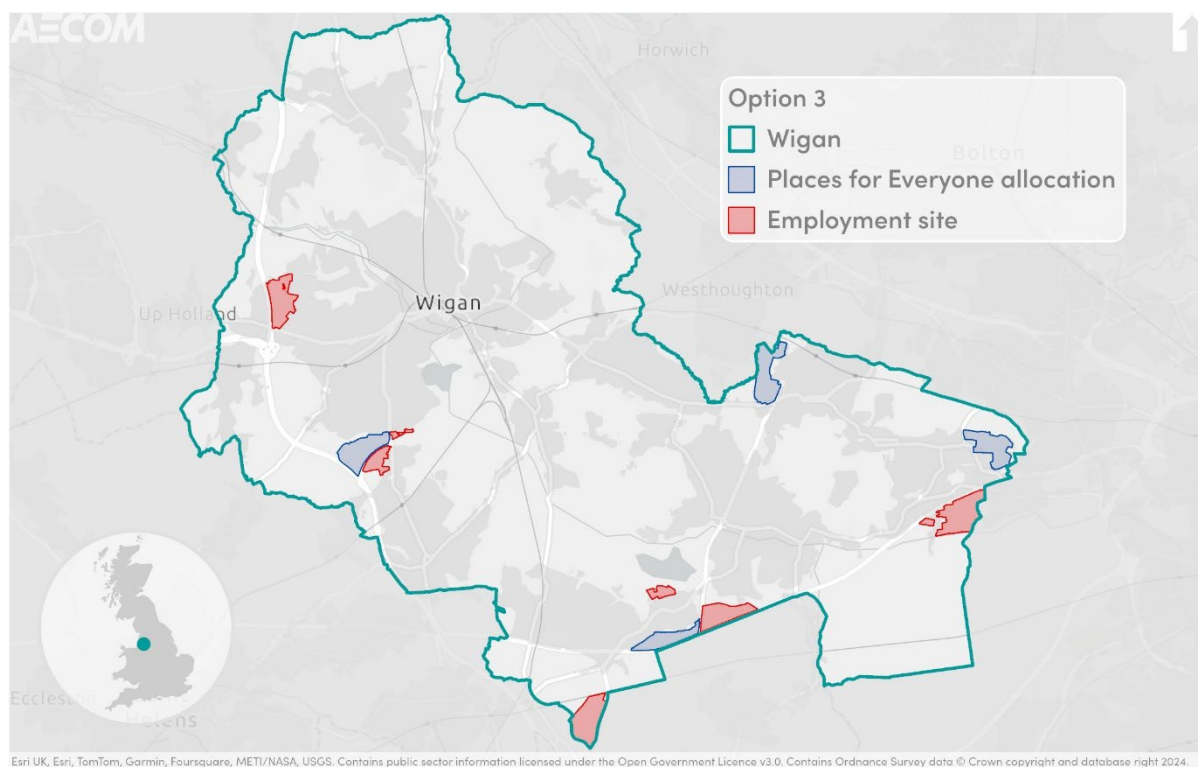 AECOM
Horwich
Option 3
Wigan
Places for Everyone allocation
Employment site
Bolton
Westhoughton
Wigan
Up Holland
Helens
Esri UK, Esri, TomTom, Garmin, Foursquare, METI/NASA, USGS. Contains public sector information licensed under the Open Government Licence v3.0. Contains Ordnance Survey data © Crown copyright and database right 2024.